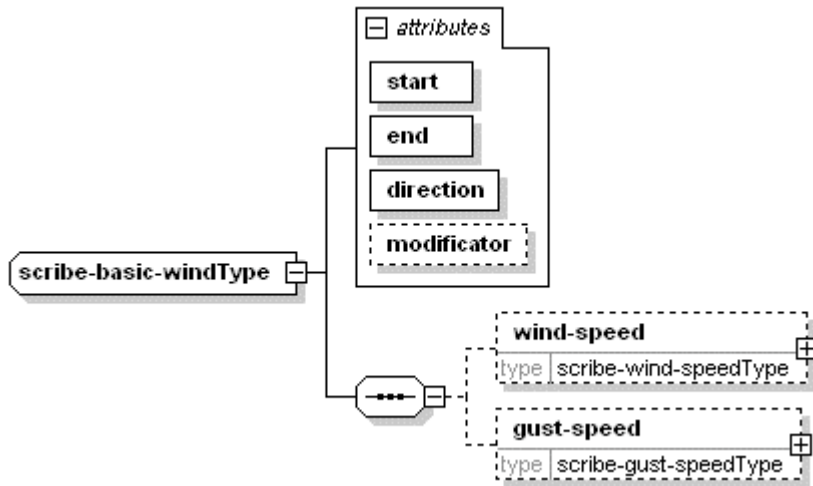 attributes
start
end
direction
modificator
scribe-basic-windType
wind-speed
type scribe-wind-speedType
gust-speed
type scribe-gust-speedType